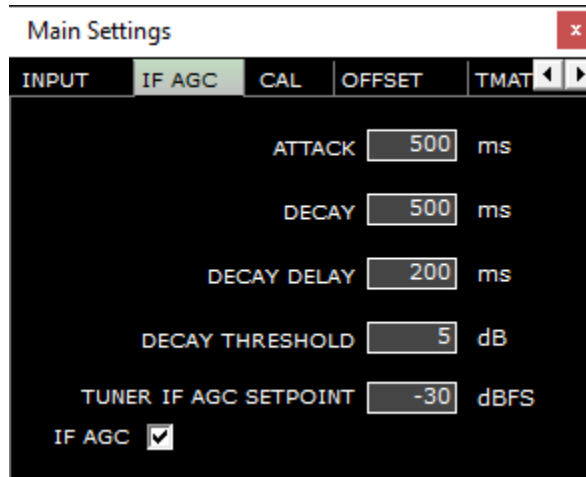 Main Settings x
INPUT IF AGC CAL OFFSET TMAT
ATTACK 500 ms
DECAY 500 ms
DECAY DELAY 200 ms
DECAY THRESHOLD 5 dB
TUNER IF AGC SETPOINT -30 dBFS
IF AGC